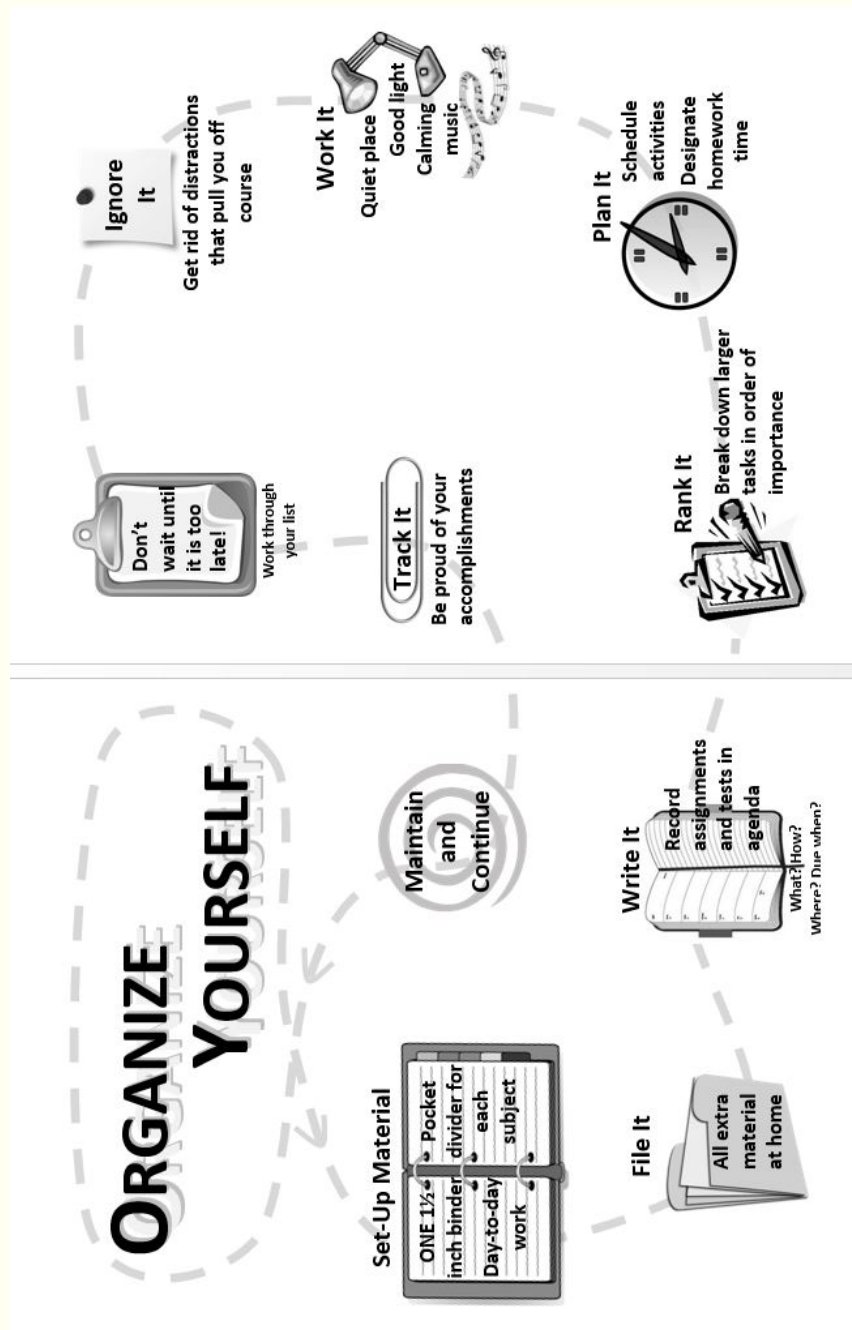 ORGANIZE
YOURSELF
Set-Up Material
ONE 1½
inch binder
Day-to-day
work
Pocket
divider for
each
subject
File It
All extra
material
at home
Write It
Record
assignments
and tests in
agenda
What? How?
Where? Due when?
Rank It
Break down larger
tasks in order of
importance
Plan It
Schedule
activities
Designate
homework
time
Work It
Quiet place
Good light
Calming
music
Ignore
It
Get rid of distractions
that pull you off
course
Don't
wait until
it is too
late!
Work through
your list
Track It
Be proud of your
accomplishments
Maintain
and
Continue